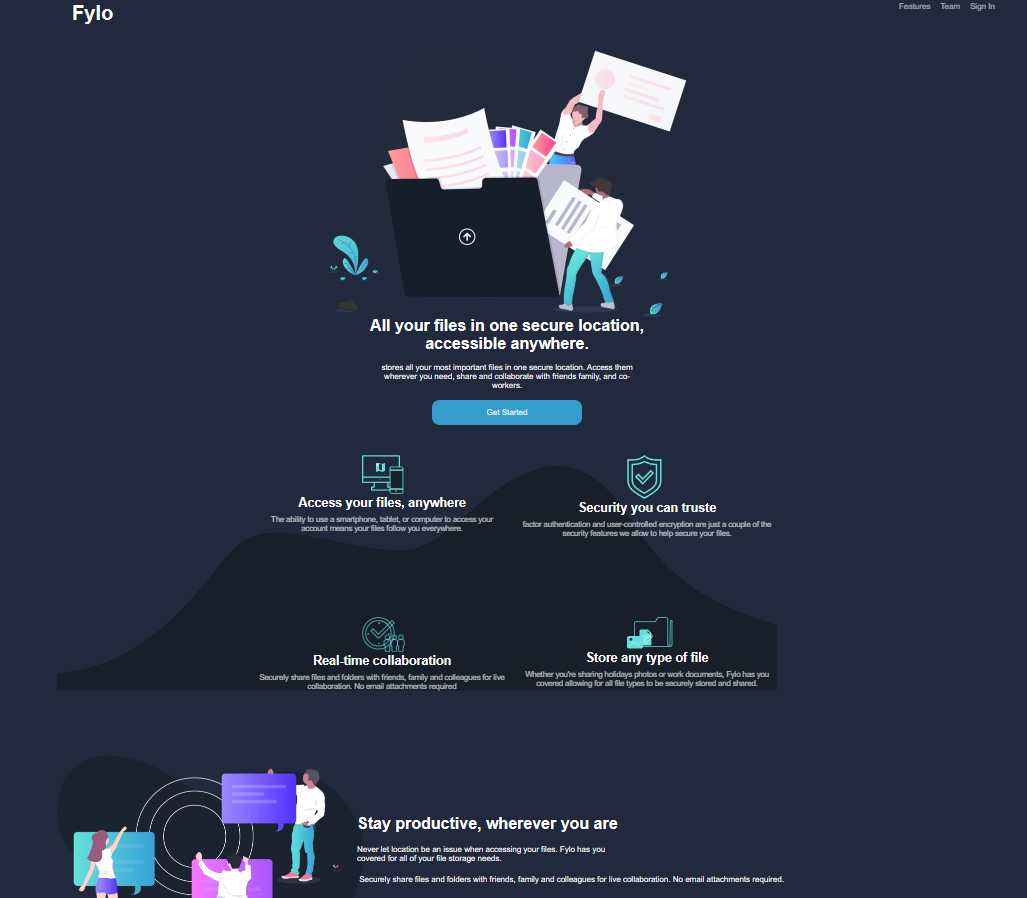 Fylo
Features Team Sign In
All your files in one secure location,
accessible anywhere.
stores all your most important files in one secure location. Access them
wherever you need, share and collaborate with friends family, and co-
workers.
Get Started
Access your files, anywhere
The ability to use a smartphone, tablet, or computer to access your
account means your files follow you everywhere.
Security you can truste
factor authentication and user-controlled encryption are just a couple of the
security features we allow to help secure your files.
Real-time collaboration
Securely share files and folders with friends, family and colleagues for live
collaboration. No email attachments required
Store any type of file
Whether you're sharing holidays photos or work documents, Fylo has you
covered allowing for all file types to be securely stored and shared.
Stay productive, wherever you are
Never let location be an issue when accessing your files. Fylo has you
covered for all of your file storage needs.
Securely share files and folders with friends, family and colleagues for live collaboration. No email attachments required.